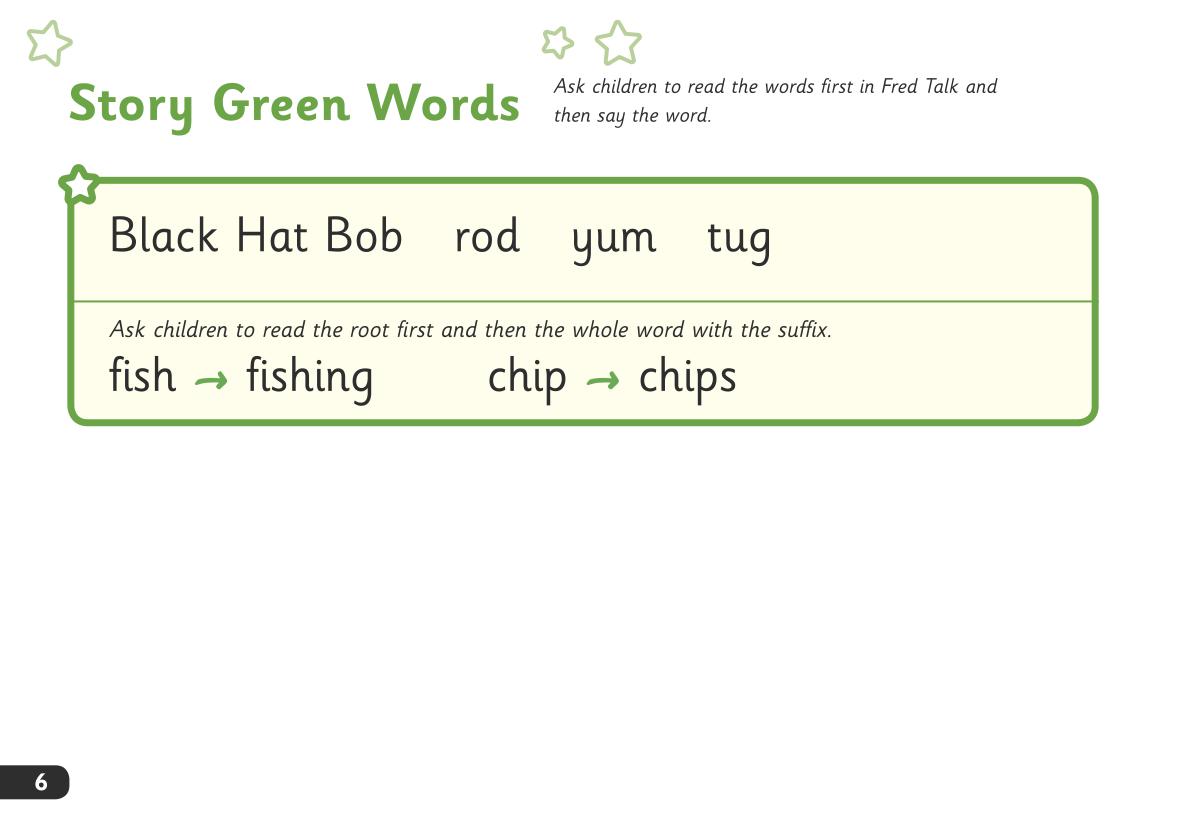 Story Green Words
Ask children to read the words first in Fred Talk and
then say the word.
Black Hat Bob rod yum tug
Ask children to read the root first and then the whole word with the suffix.
fish → fishing chip → chips
6